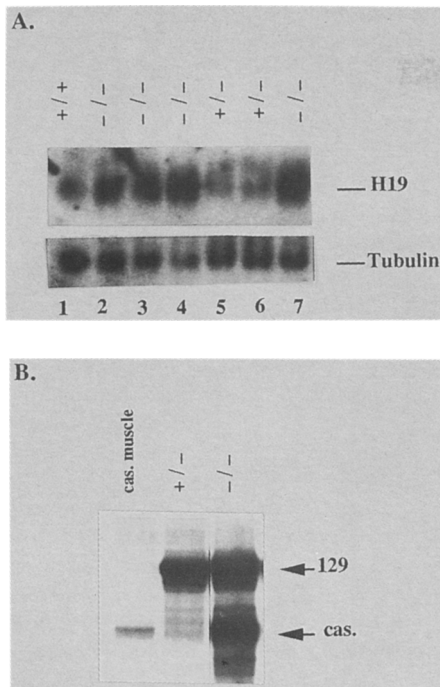 A.
+/+ -/- -/- -/- +/- +/- -/-
H19
Tubulin
1 2 3 4 5 6 7
B.
cas. muscle +/- -/-
129
cas.